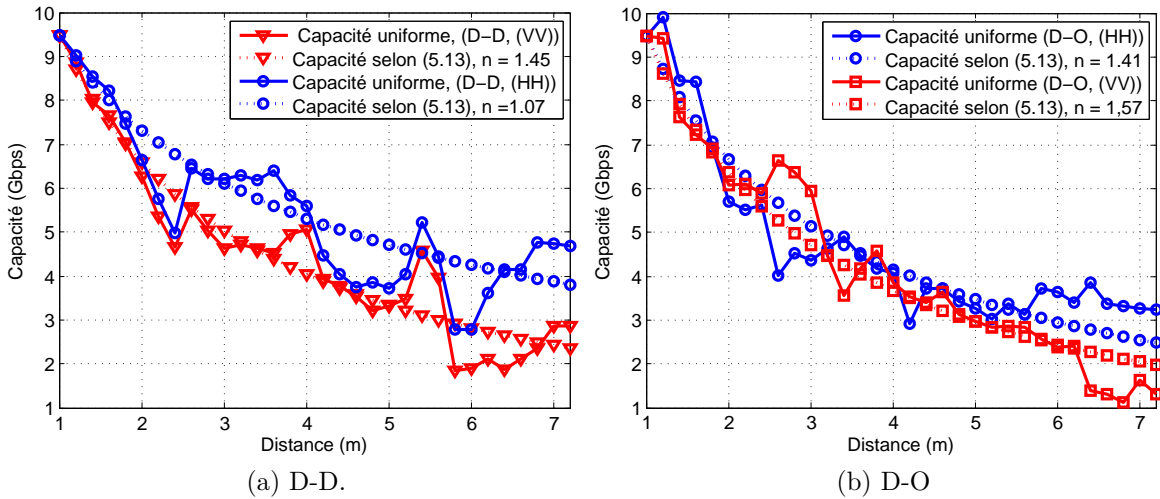 Capacité uniforme, (D−D, (VV))
Capacité selon (5.13), n = 1.45
Capacité uniforme, (D−D, (HH))
Capacité selon (5.13), n =1.07
10
9
8
7
6
5
4
3
2
1
Capacité (Gbps)
1 2 3 4 5 6 7
Distance (m)
(a) D-D.
Capacité uniforme (D−O, (HH))
Capacité selon (5.13), n = 1.41
Capacité uniforme (D−O, (VV))
Capacité selon (5.13), n = 1,57
10
9
8
7
6
5
4
3
2
1
Capacité (Gbps)
1 2 3 4 5 6 7
Distance (m)
(b) D-O